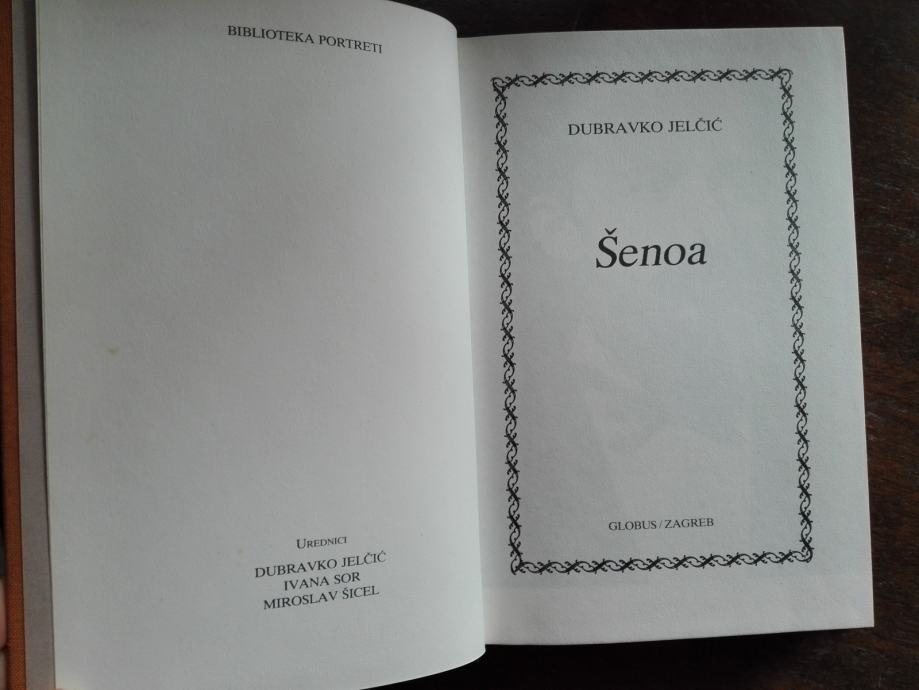 BIBLIOTEKA PORTRETI
UREDNICI
DUBRAVKO JELČIĆ
IVANA SOR
MIROSLAV ŠICEL
DUBRAVKO JELČIĆ
Šenoa
GLOBUS / ZAGREB